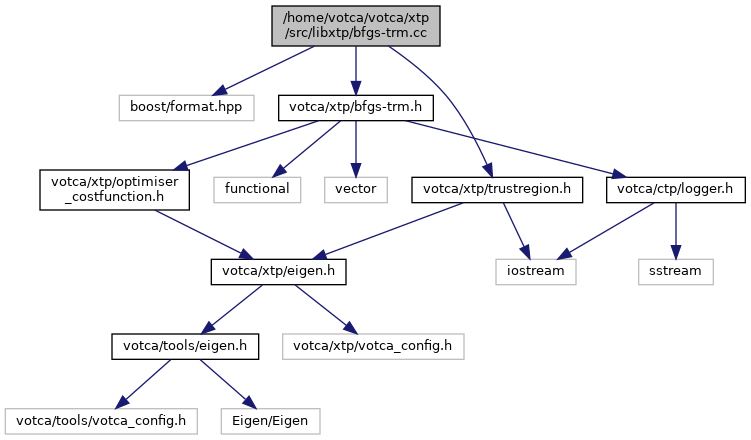 /home/votca/votca/xtp
/src/libxtp/bfgs-trm.cc
boost/format.hpp
votca/xtp/bfgs-trm.h
votca/xtp/optimiser
_costfunction.h
functional
vector
votca/xtp/trustregion.h
votca/ctp/logger.h
votca/xtp/eigen.h
iostream
sstream
votca/tools/eigen.h
votca/xtp/votca_config.h
votca/tools/votca_config.h
Eigen/Eigen